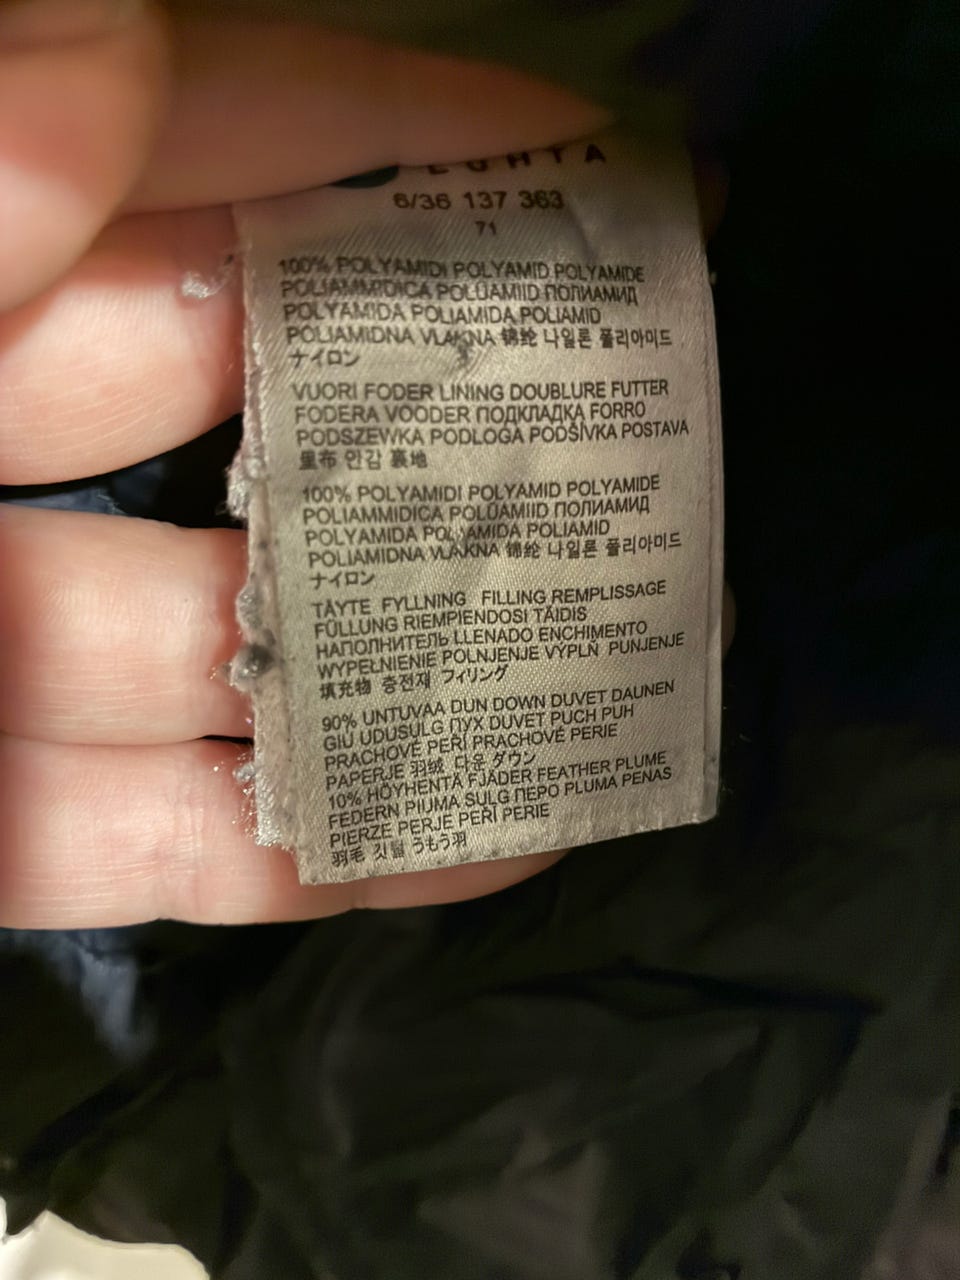 6/36 137 363
71
100% POLYAMIDI POLYAMID POLYAMIDE
POLIAMMIDICA POLÜAMIID ПОЛИАМИД
POLYAMIDA POLIAMIDA POLIAMID
POLIAMIDNA VLAKNA 锦纶 나일론 폴리아미드
ナイロン
VUORI FODER LINING DOUBLURE FUTTER
FODERA VOODER ПОДКЛАДКА FORRO
PODSZEWKA PODLOGA PODŠÍVKA POSTAVA
里布 안감 裏地
100% POLYAMIDI POLYAMID POLYAMIDE
POLIAMMIDICA POLÜAMIID ПОЛИАМИД
POLYAMIDA POLIAMIDA POLIAMID
POLIAMIDNA VLAKNA 锦纶 나일론 폴리아미드
ナイロン
TÄYTE FYLLNING FILLING REMPLISSAGE
FÜLLUNG RIEMPIENDOSI TÄIDIS
НАПОЛНИТЕЛЬ LLENADO ENCHIMENTO
WYPEŁNIENIE POLNJENJE VÝPLŇ PUNJENJE
填充物 충전재 フィリング
90% UNTUVAA DUN DOWN DUVET DAUNEN
GIÙ UDUSULG ПУХ DUVET PUCH PUH
PRACHOVÉ PEŘÍ PRACHOVÉ PERIE
PAPERJE 羽绒 다운 ダウン
10% HÖYHENTÄ FJÄDER FEATHER PLUME
FEDERN PIUMA SULG ПЕРО PLUMA PENAS
PIERZE PERJE PEŘÍ PERIE
羽毛 깃털 うもう羽